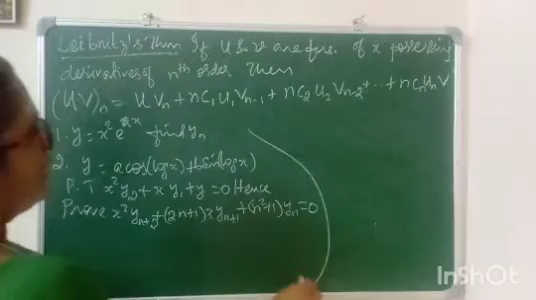 Leibnitz's Thm If U & v are fns. of x possessing
derivatives of nth order Then
(UV)n = U Vn + nC1 U1 Vn-1 + nC2 U2 Vn-2 + ... + nCn Un V
1. y = x² e^ax find yn
2. y = a cos(log x) + b sin(log x)
P.T x² y2 + x y1 + y = 0 Hence
Prove x² yn+2 + (2n+1) x yn+1 + (n²+1) yn = 0
InShOt